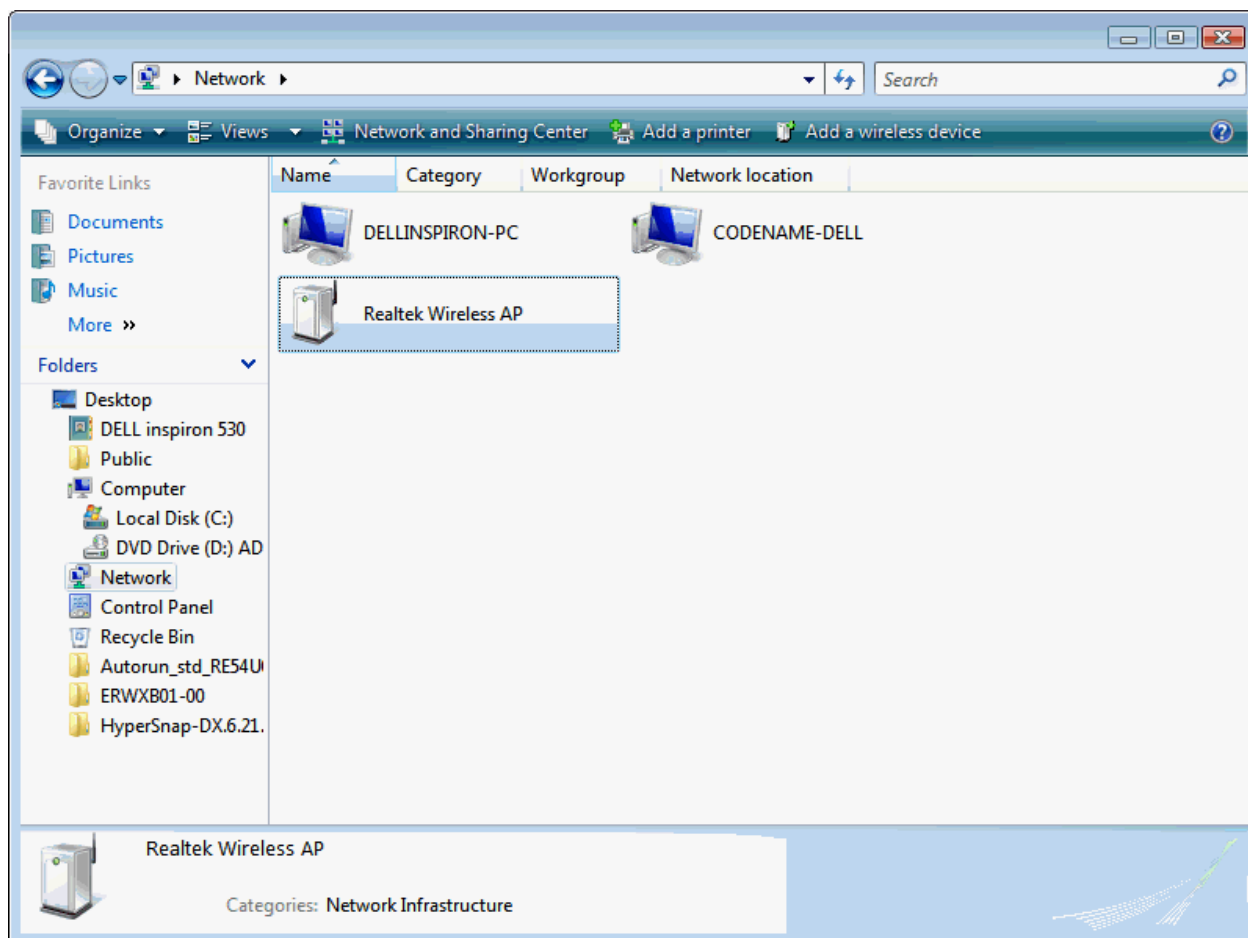 Network
Search
Organize Views Network and Sharing Center Add a printer Add a wireless device
Favorite Links
Documents
Pictures
Music
More »
Folders
Desktop
DELL inspiron 530
Public
Computer
Local Disk (C:)
DVD Drive (D:) AD
Network
Control Panel
Recycle Bin
Autorun_std_RE54U
ERWXB01-00
HyperSnap-DX.6.21.
Name Category Workgroup Network location
DELLINSPIRON-PC CODENAME-DELL
Realtek Wireless AP
Realtek Wireless AP
Categories: Network Infrastructure